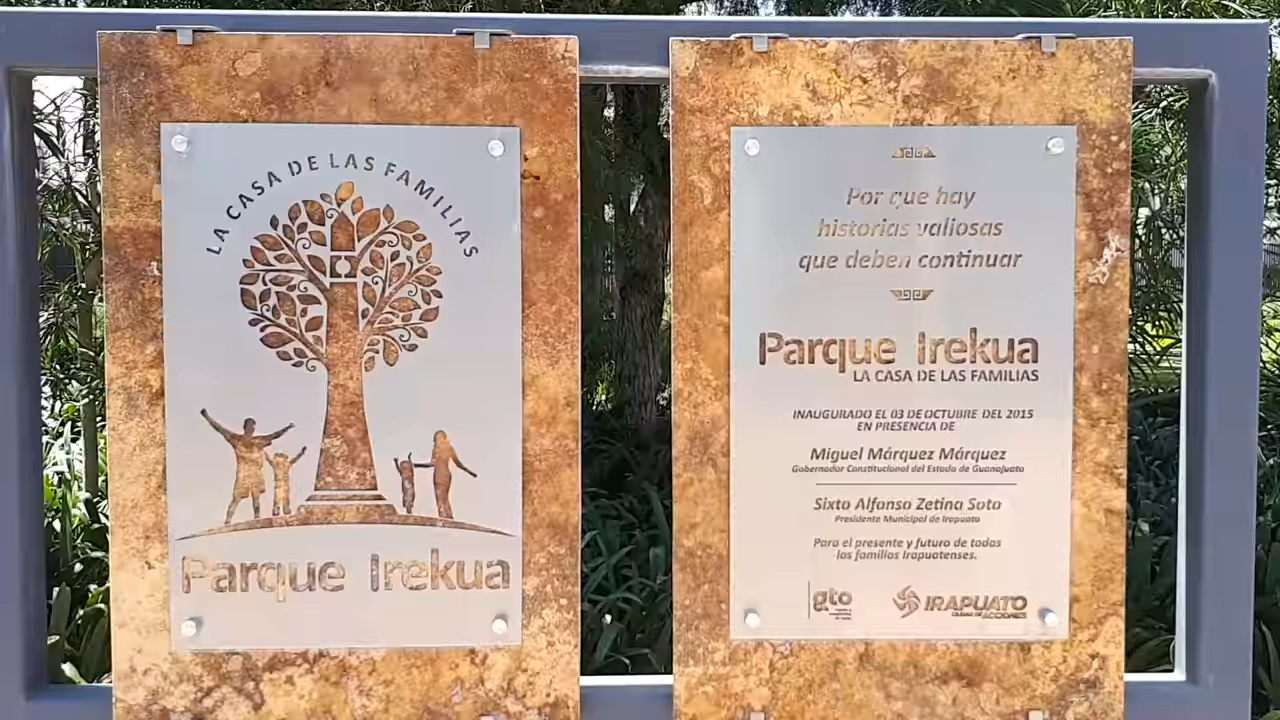 LA CASA DE LAS FAMILIAS
Parque Irekua
Por que hay
historias valiosas
que deben continuar
Parque Irekua
LA CASA DE LAS FAMILIAS
INAUGURADO EL 03 DE OCTUBRE DEL 2015
EN PRESENCIA DE
Miguel Márquez Márquez
Gobernador Constitucional del Estado de Guanajuato
Sixto Alfonso Zetina Soto
Presidente Municipal de Irapuato
Para el presente y futuro de todas
las familias Irapuatenses.
gto
IRAPUATO
CIUDAD DE ACCIONES